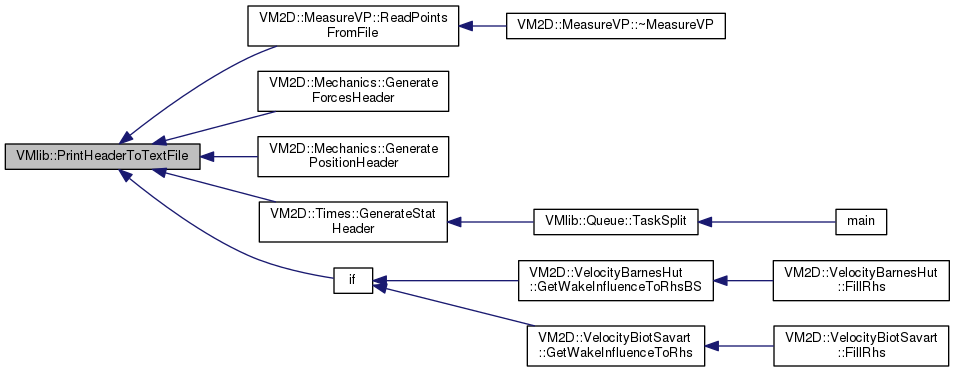 VM2D::MeasureVP::ReadPoints
FromFile
VM2D::MeasureVP::~MeasureVP
VM2D::Mechanics::Generate
ForcesHeader
VMlib::PrintHeaderToTextFile
VM2D::Mechanics::Generate
PositionHeader
VM2D::Times::GenerateStat
Header
VMlib::Queue::TaskSplit
main
if
VM2D::VelocityBarnesHut
::GetWakeInfluenceToRhsBS
VM2D::VelocityBarnesHut
::FillRhs
VM2D::VelocityBiotSavart
::GetWakeInfluenceToRhs
VM2D::VelocityBiotSavart
::FillRhs